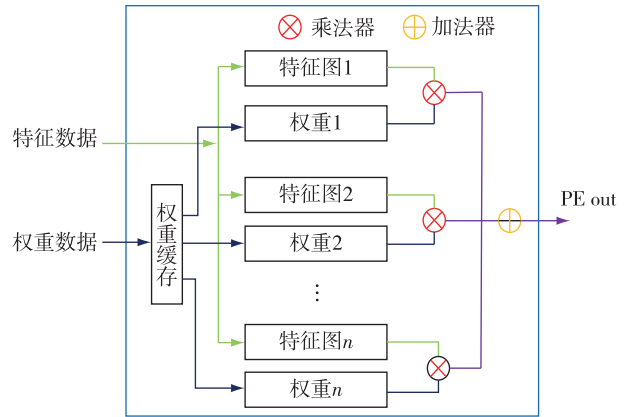 乘法器
加法器
特征图1
权重1
特征数据
特征图2
权重缓存
PE out
权重数据
权重2
⋮
特征图n
权重n